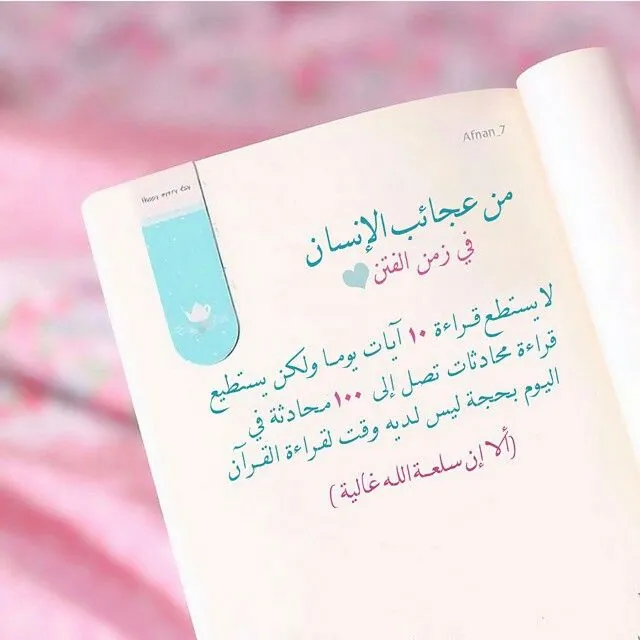 Afnan_7
Happy every day
من عجائب الإنسان
في زمن الفتن
لا يستطع قراءة ١٠ آيات يوما ولكن يستطيع
قراءة محادثات تصل إلى ١٠٠ محادثة في
اليوم بحجة ليس لديه وقت لقراءة القرآن
(ألا إن سلعة الله غالية)